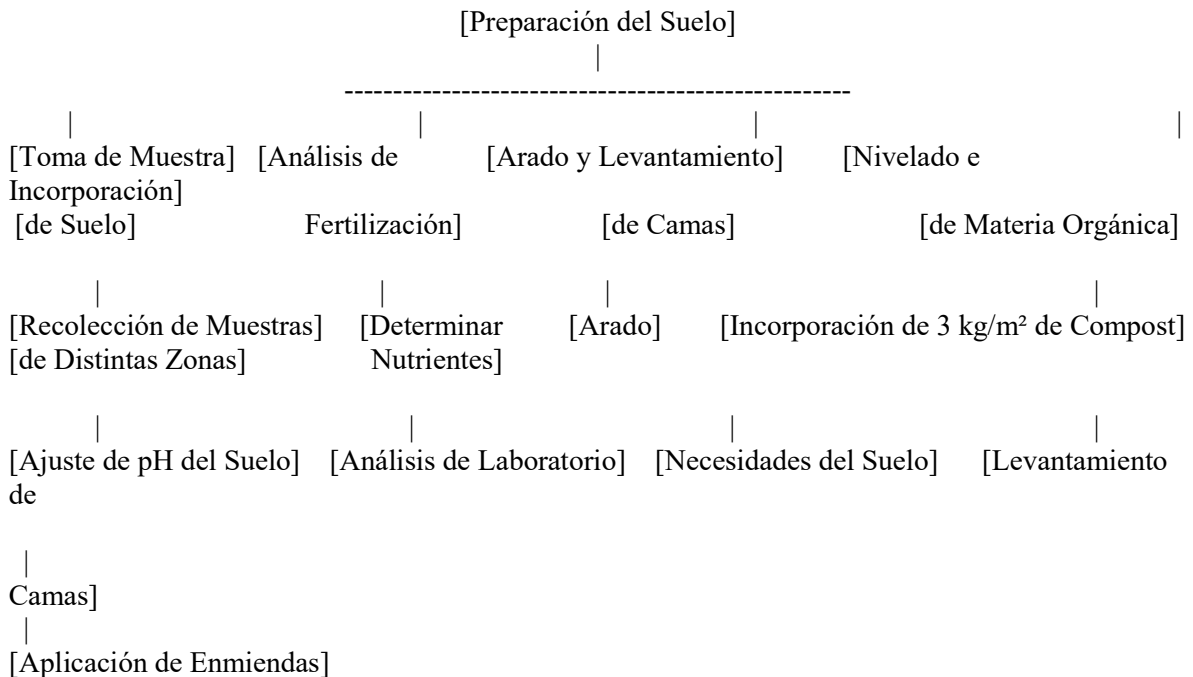 [Preparación del Suelo]
|
----------------------------------------------------
| | | |
[Toma de Muestra] [Análisis de [Arado y Levantamiento] [Nivelado e
Incorporación]
[de Suelo] Fertilización] [de Camas] [de Materia Orgánica]
| | | |
[Recolección de Muestras] [Determinar [Arado] [Incorporación de 3 kg/m² de Compost]
[de Distintas Zonas] Nutrientes]
| | | |
[Ajuste de pH del Suelo] [Análisis de Laboratorio] [Necesidades del Suelo] [Levantamiento
de
|
Camas]
|
[Aplicación de Enmiendas]